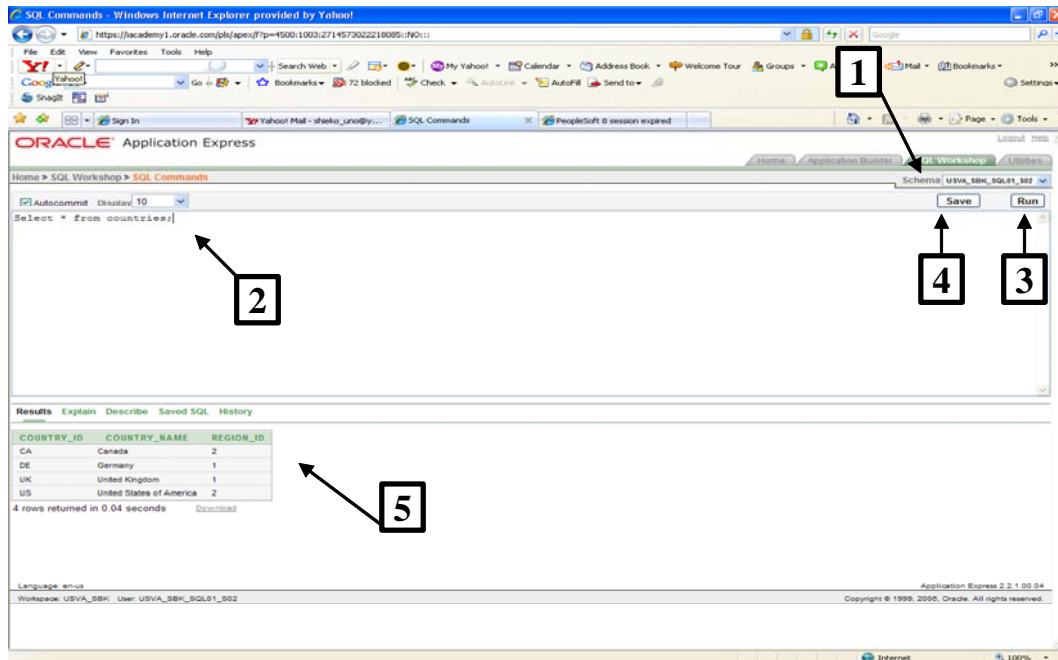 SQL Commands - Windows Internet Explorer provided by Yahoo!
https://iacademy1.oracle.com/pls/apex/f?p=4500:1003:2714573022218085::NO:::
Google
File Edit View Favorites Tools Help
Y! Search Web My Yahoo! Calendar Address Book Welcome Tour Groups Mail Bookmarks
Yahoo!
Go Bookmarks 72 blocked Check AutoLink AutoFill Send to Settings
SnagIt
Sign In Yahoo! Mail - shieko_uno@y... SQL Commands PeopleSoft 8 session expired Page Tools
1
ORACLE Application Express
Logout Help
Home Application Builder SQL Workshop Utilities
Home > SQL Workshop > SQL Commands
Schema USVA_SBK_SQL01_S02
Autocommit Display 10 Save Run
Select * from countries;
2
4
3
Results Explain Describe Saved SQL History
COUNTRY_ID COUNTRY_NAME REGION_ID
CA Canada 2
DE Germany 1
UK United Kingdom 1
US United States of America 2
4 rows returned in 0.04 seconds Download
5
Language: en-us
Application Express 2.2.1.00.04
Workspace: USVA_SBK User: USVA_SBK_SQL01_S02
Copyright © 1999, 2006, Oracle. All rights reserved.
Internet 100%